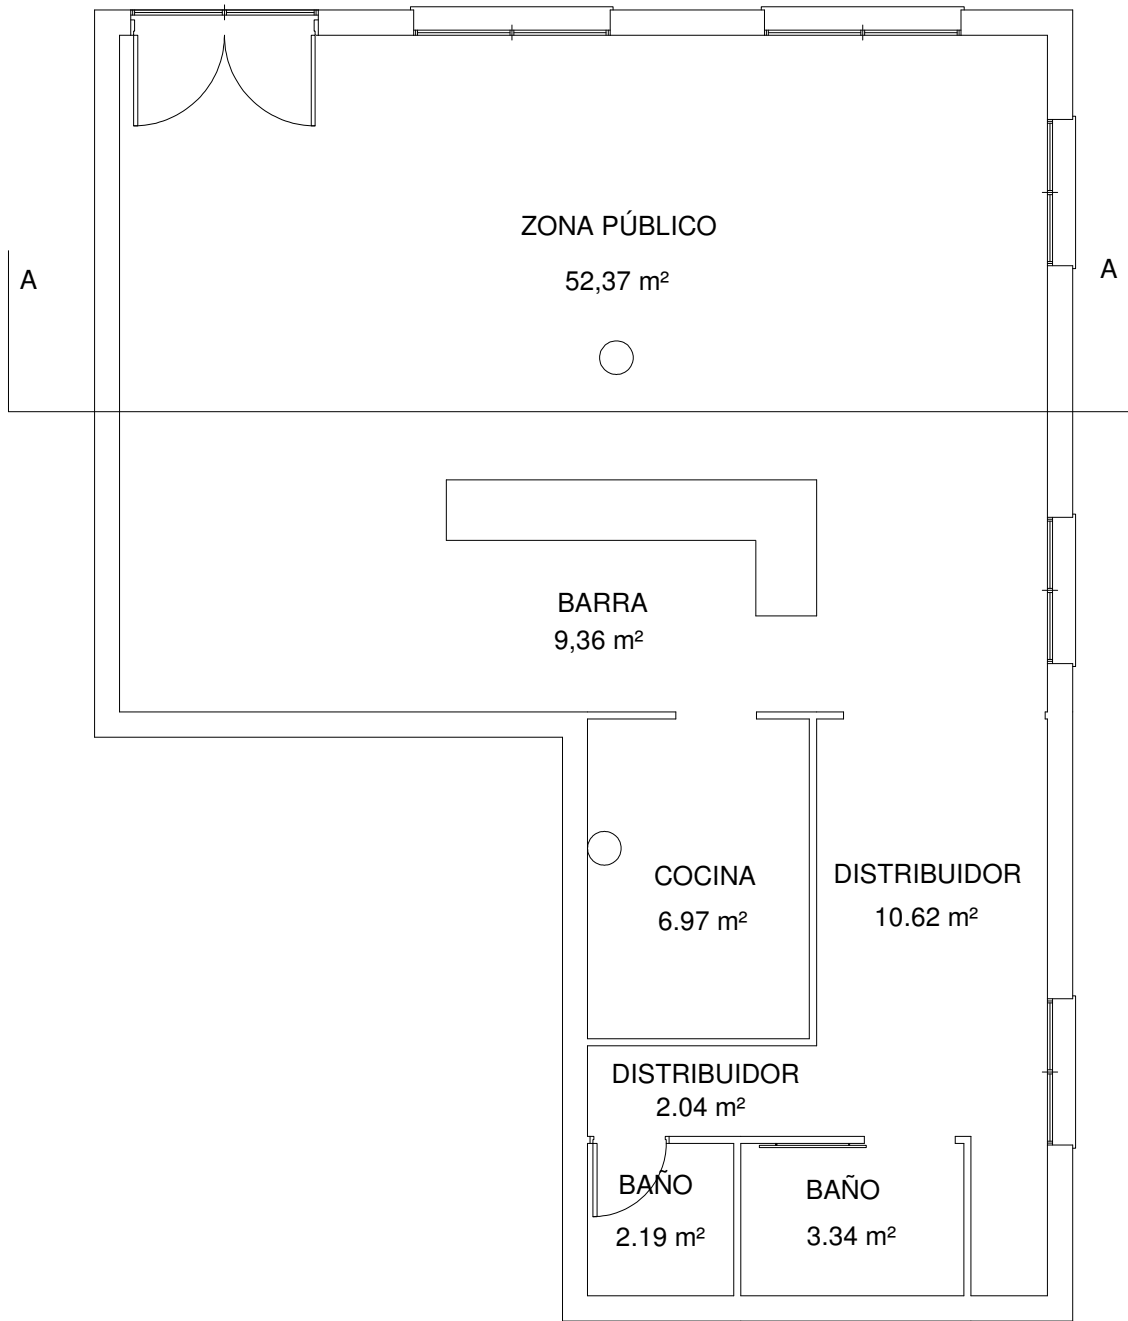 ZONA PÚBLICO
52,37 m²
A
A
BARRA
9,36 m²
COCINA
6.97 m²
DISTRIBUIDOR
10.62 m²
DISTRIBUIDOR
2.04 m²
BAÑO
2.19 m²
BAÑO
3.34 m²